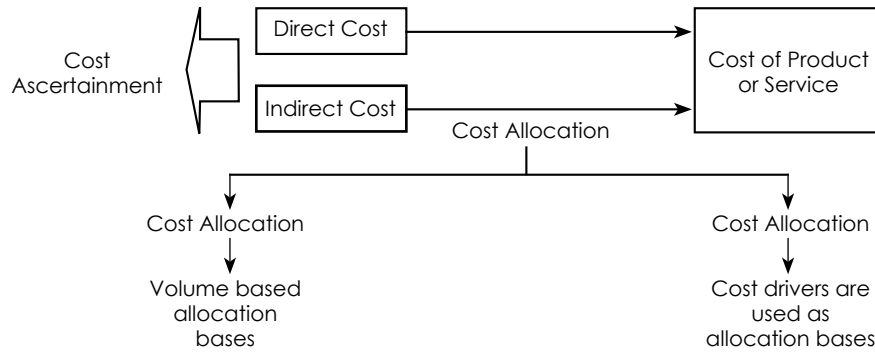 Direct Cost
Cost
Ascertainment
Cost of Product
or Service
Indirect Cost
Cost Allocation
Cost Allocation
Cost Allocation
Volume based
allocation
bases
Cost drivers are
used as
allocation bases